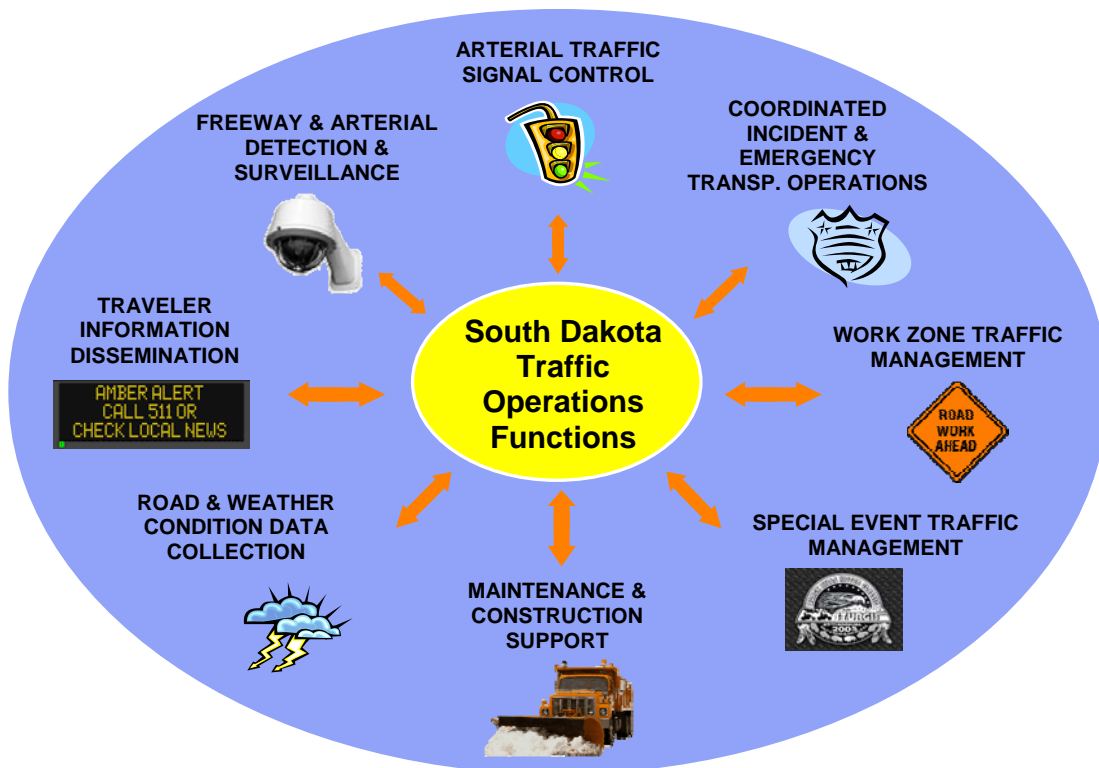 ARTERIAL TRAFFIC
SIGNAL CONTROL
COORDINATED
INCIDENT &
EMERGENCY
TRANSP. OPERATIONS
FREEWAY & ARTERIAL
DETECTION &
SURVEILLANCE
TRAVELER
INFORMATION
DISSEMINATION
AMBER ALERT
CALL 511 OR
CHECK LOCAL NEWS
South Dakota
Traffic
Operations
Functions
WORK ZONE TRAFFIC
MANAGEMENT
ROAD
WORK
AHEAD
ROAD & WEATHER
CONDITION DATA
COLLECTION
MAINTENANCE &
CONSTRUCTION
SUPPORT
SPECIAL EVENT TRAFFIC
MANAGEMENT